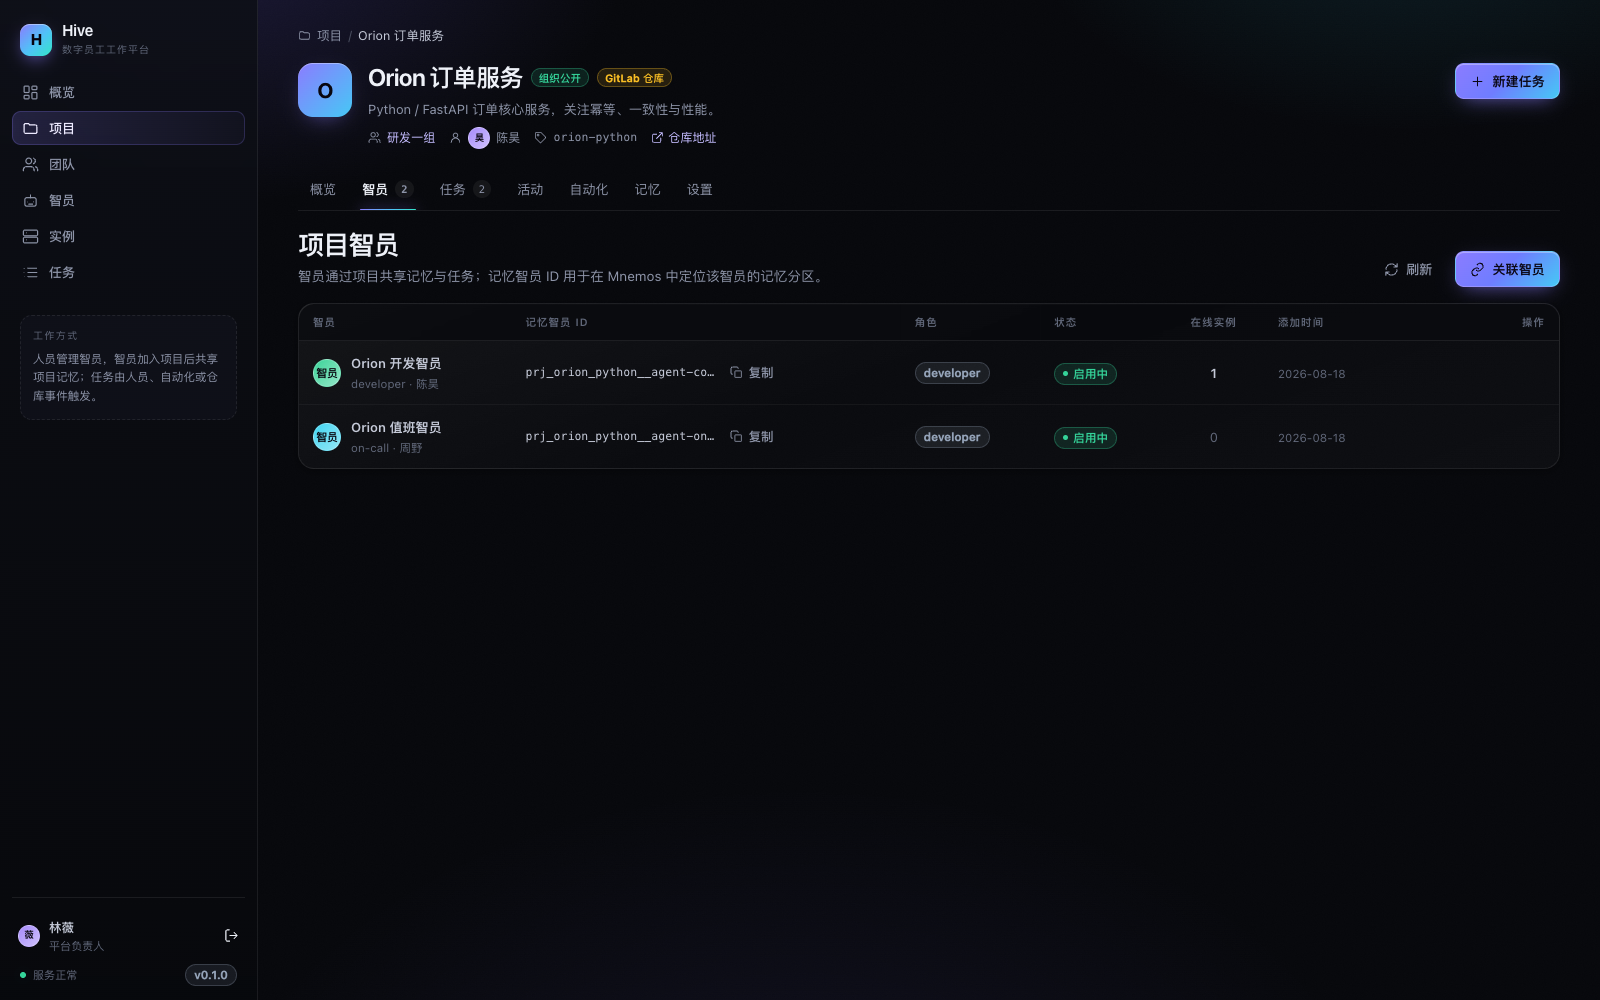 H
Hive
数字员工工作平台
概览
项目
团队
智员
实例
任务
工作方式
人员管理智员，智员加入项目后共享
项目记忆；任务由人员、自动化或仓
库事件触发。
薇
林薇
平台负责人
服务正常
v0.1.0
项目 / Orion 订单服务
O
Orion 订单服务 组织公开 GitLab 仓库
Python / FastAPI 订单核心服务，关注幂等、一致性与性能。
研发一组 昊 陈昊 orion-python 仓库地址
新建任务
概览 智员 2 任务 2 活动 自动化 记忆 设置
项目智员
智员通过项目共享记忆与任务；记忆智员 ID 用于在 Mnemos 中定位该智员的记忆分区。
刷新 关联智员
智员 记忆智员 ID 角色 状态 在线实例 添加时间 操作
智员 Orion 开发智员 prj_orion_python__agent-co… 复制 developer 启用中 1 2026-08-18
developer · 陈昊
智员 Orion 值班智员 prj_orion_python__agent-on… 复制 developer 启用中 0 2026-08-18
on-call · 周野